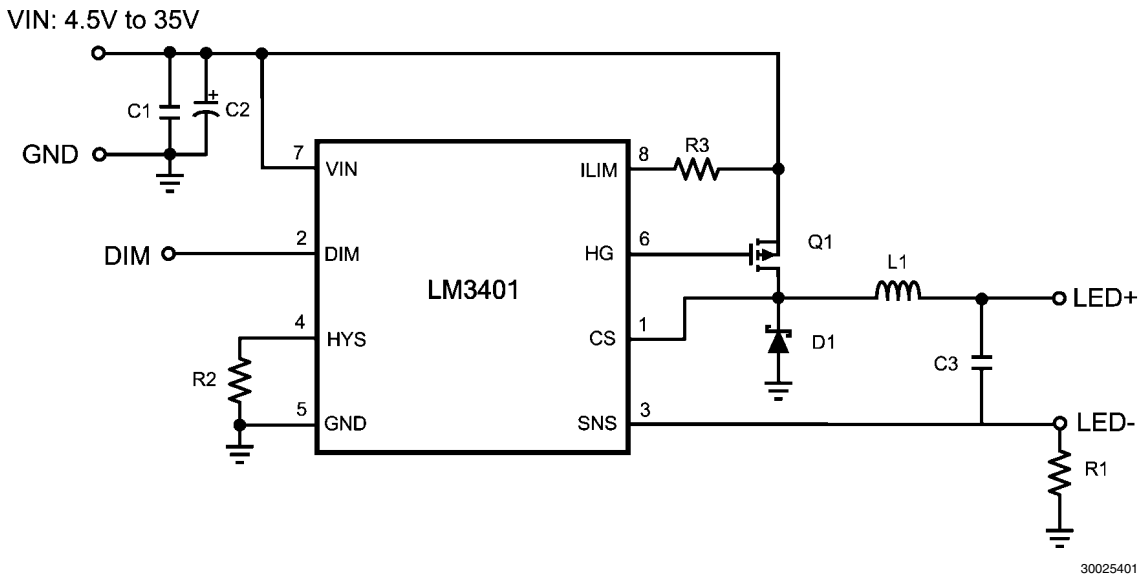 VIN: 4.5V to 35V
C1
+
C2
GND
7
VIN
ILIM
8
R3
DIM
2
DIM
HG
6
Q1
LM3401
L1
LED+
4
HYS
CS
1
D1
C3
R2
5
GND
SNS
3
LED-
R1
30025401